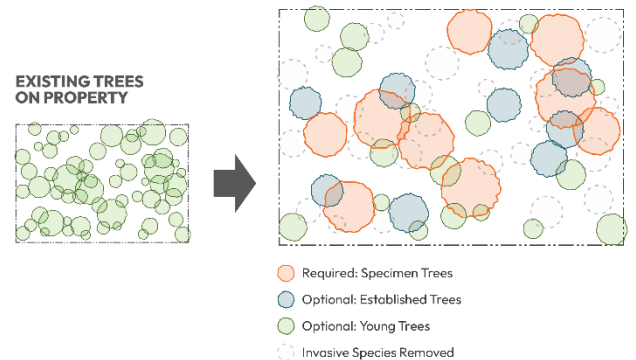 EXISTING TREES
ON PROPERTY
Required: Specimen Trees
Optional: Established Trees
Optional: Young Trees
Invasive Species Removed